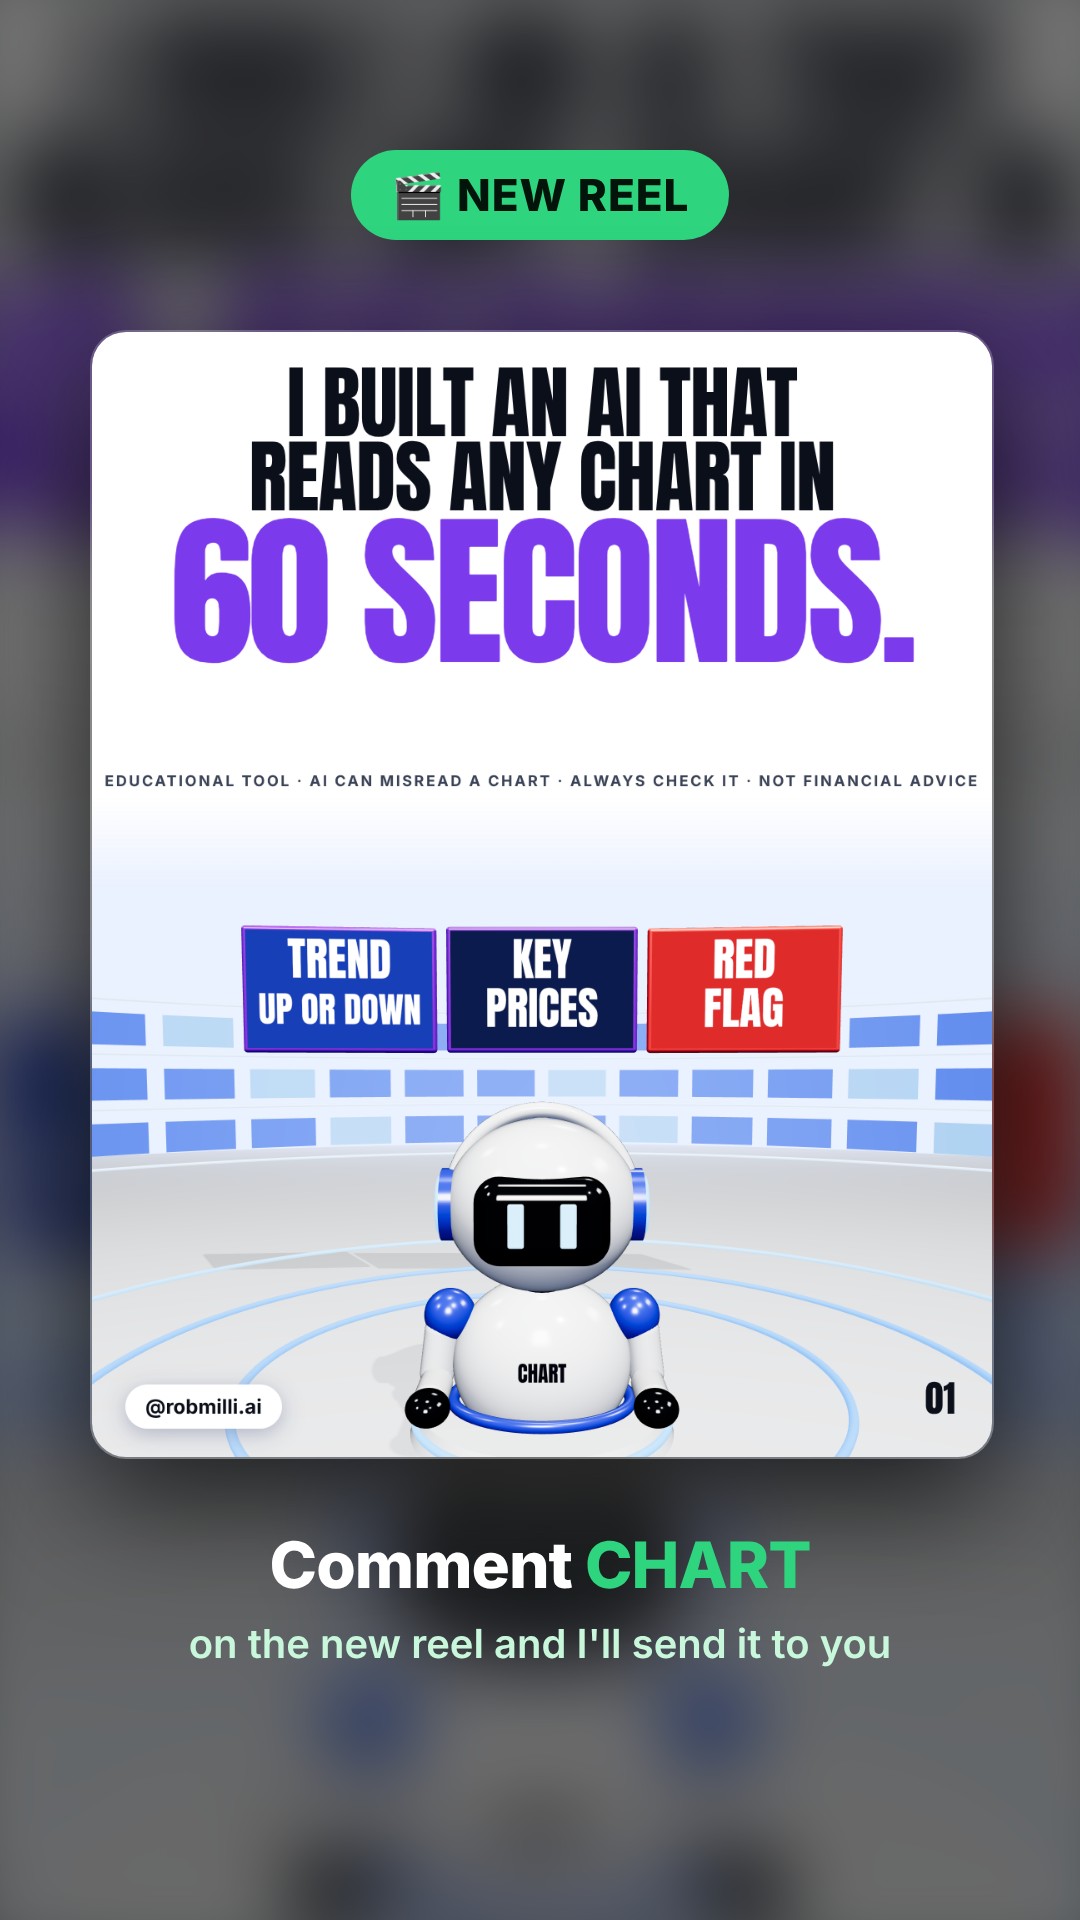 🎬 NEW REEL
I BUILT AN AI THAT
READS ANY CHART IN
60 SECONDS.
EDUCATIONAL TOOL · AI CAN MISREAD A CHART · ALWAYS CHECK IT · NOT FINANCIAL ADVICE
TREND
UP OR DOWN
KEY
PRICES
RED
FLAG
CHART
@robmilli.ai
01
Comment CHART
on the new reel and I'll send it to you